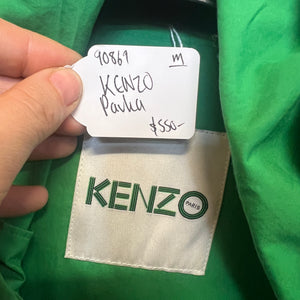 90869 M
KENZO
Parka
$550-
KENZO
PARIS